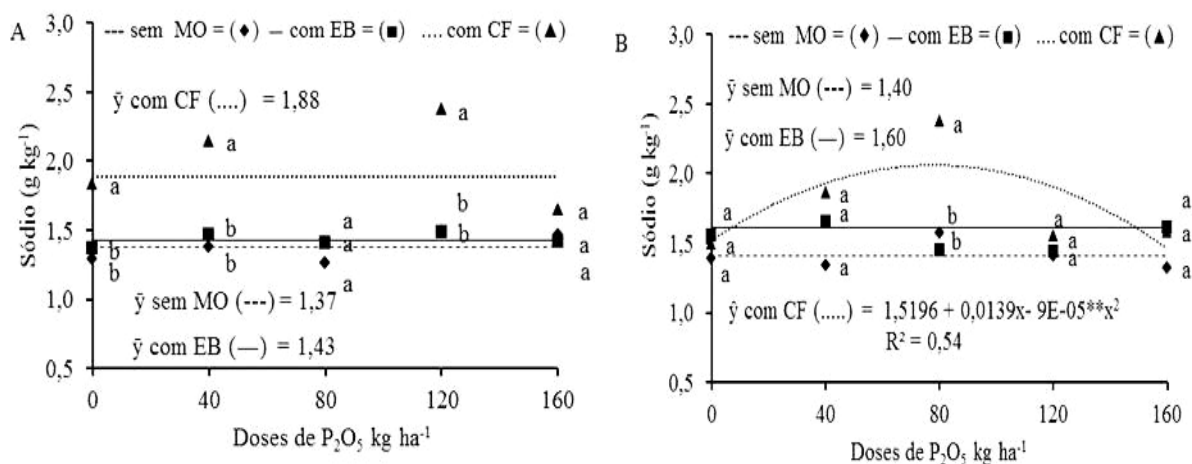 A
3,0
--- sem MO = (♦) — com EB = (■) .... com CF = (▲)
ȳ com CF (....) = 1,88
2,5
2,0
1,5
1,0
0,5
Sódio (g kg-1)
a
a
a
a
b
b
b
b
a
a
b
b
a
a
a
ȳ sem MO (---) = 1,37
ȳ com EB (—) = 1,43
0
40
80
120
160
Doses de P2O5 kg ha-1
B
3,0
--- sem MO = (♦) — com EB = (■) .... com CF = (▲)
ȳ sem MO (---) = 1,40
ȳ com EB (—) = 1,60
2,5
2,0
1,5
1,0
0,5
Sódio (g kg-1)
a
a
a
a
a
a
a
b
b
a
a
a
a
a
a
ȳ com CF (.....) = 1,5196 + 0,0139x- 9E-05**x2
R2 = 0,54
0
40
80
120
160
Doses de P2O5 kg ha-1